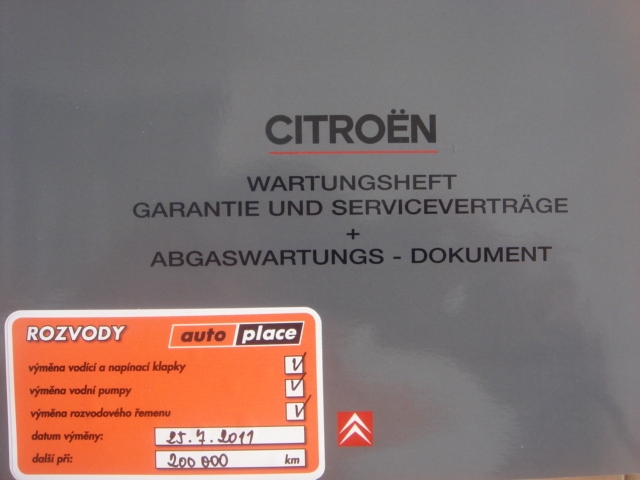 CITROËN
WARTUNGSHEFT
GARANTIE UND SERVICEVERTRÄGE
+
ABGASWARTUNGS - DOKUMENT
ROZVODY auto place
výměna vodící a napínací klapky
výměna vodní pumpy
výměna rozvodového řemenu
datum výměny: 25.7.2011
další při: 200 000 km